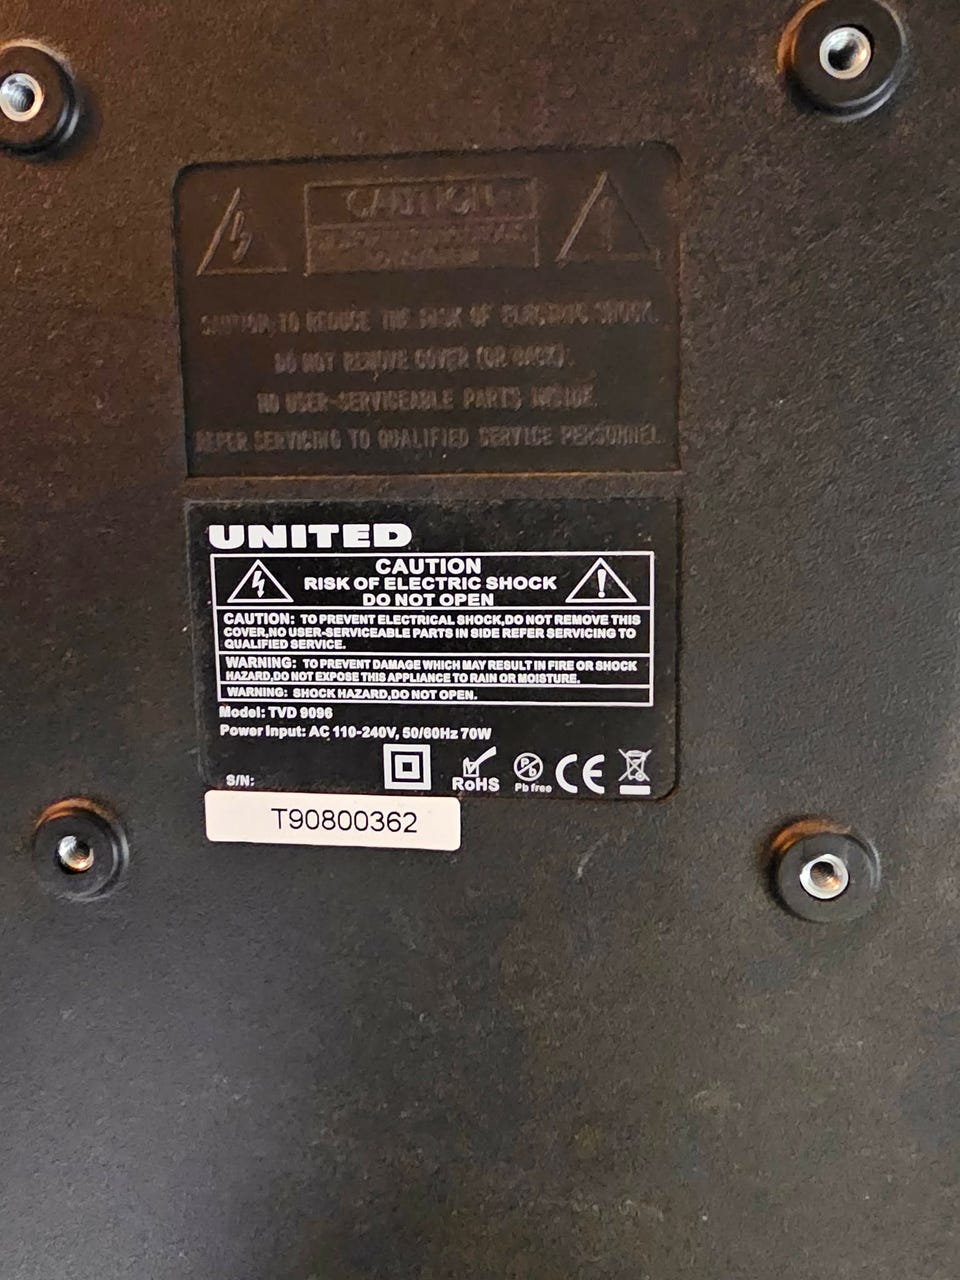 CAUTION
CAUTION: TO REDUCE THE RISK OF ELECTRIC SHOCK.
DO NOT REMOVE COVER (OR BACK).
NO USER-SERVICEABLE PARTS INSIDE.
REFER SERVICING TO QUALIFIED SERVICE PERSONNEL.
UNITED
CAUTION
RISK OF ELECTRIC SHOCK
DO NOT OPEN
CAUTION: TO PREVENT ELECTRICAL SHOCK,DO NOT REMOVE THIS
COVER,NO USER-SERVICEABLE PARTS IN SIDE REFER SERVICING TO
QUALIFIED SERVICE.
WARNING: TO PREVENT DAMAGE WHICH MAY RESULT IN FIRE OR SHOCK
HAZARD,DO NOT EXPOSE THIS APPLIANCE TO RAIN OR MOISTURE.
WARNING: SHOCK HAZARD,DO NOT OPEN.
Model: TVD 9096
Power Input: AC 110-240V, 50/60Hz 70W
RoHS
Pb
Pb free
CE
S/N:
T90800362